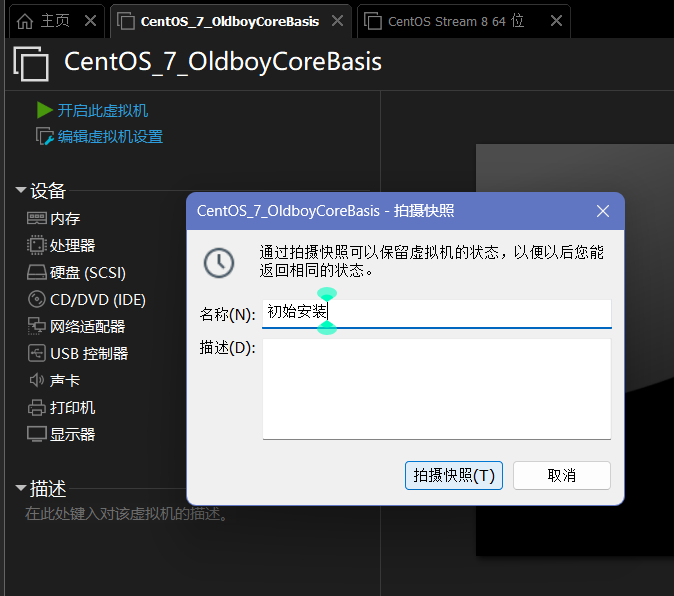 主页
CentOS_7_OldboyCoreBasis
CentOS Stream 8 64 位
CentOS_7_OldboyCoreBasis
开启此虚拟机
编辑虚拟机设置
设备
内存
处理器
硬盘 (SCSI)
CD/DVD (IDE)
网络适配器
USB 控制器
声卡
打印机
显示器
描述
在此处键入对该虚拟机的描述。
CentOS_7_OldboyCoreBasis - 拍摄快照
通过拍摄快照可以保留虚拟机的状态，以便以后您能
返回相同的状态。
名称(N):
初始安装
描述(D):
拍摄快照(T)
取消